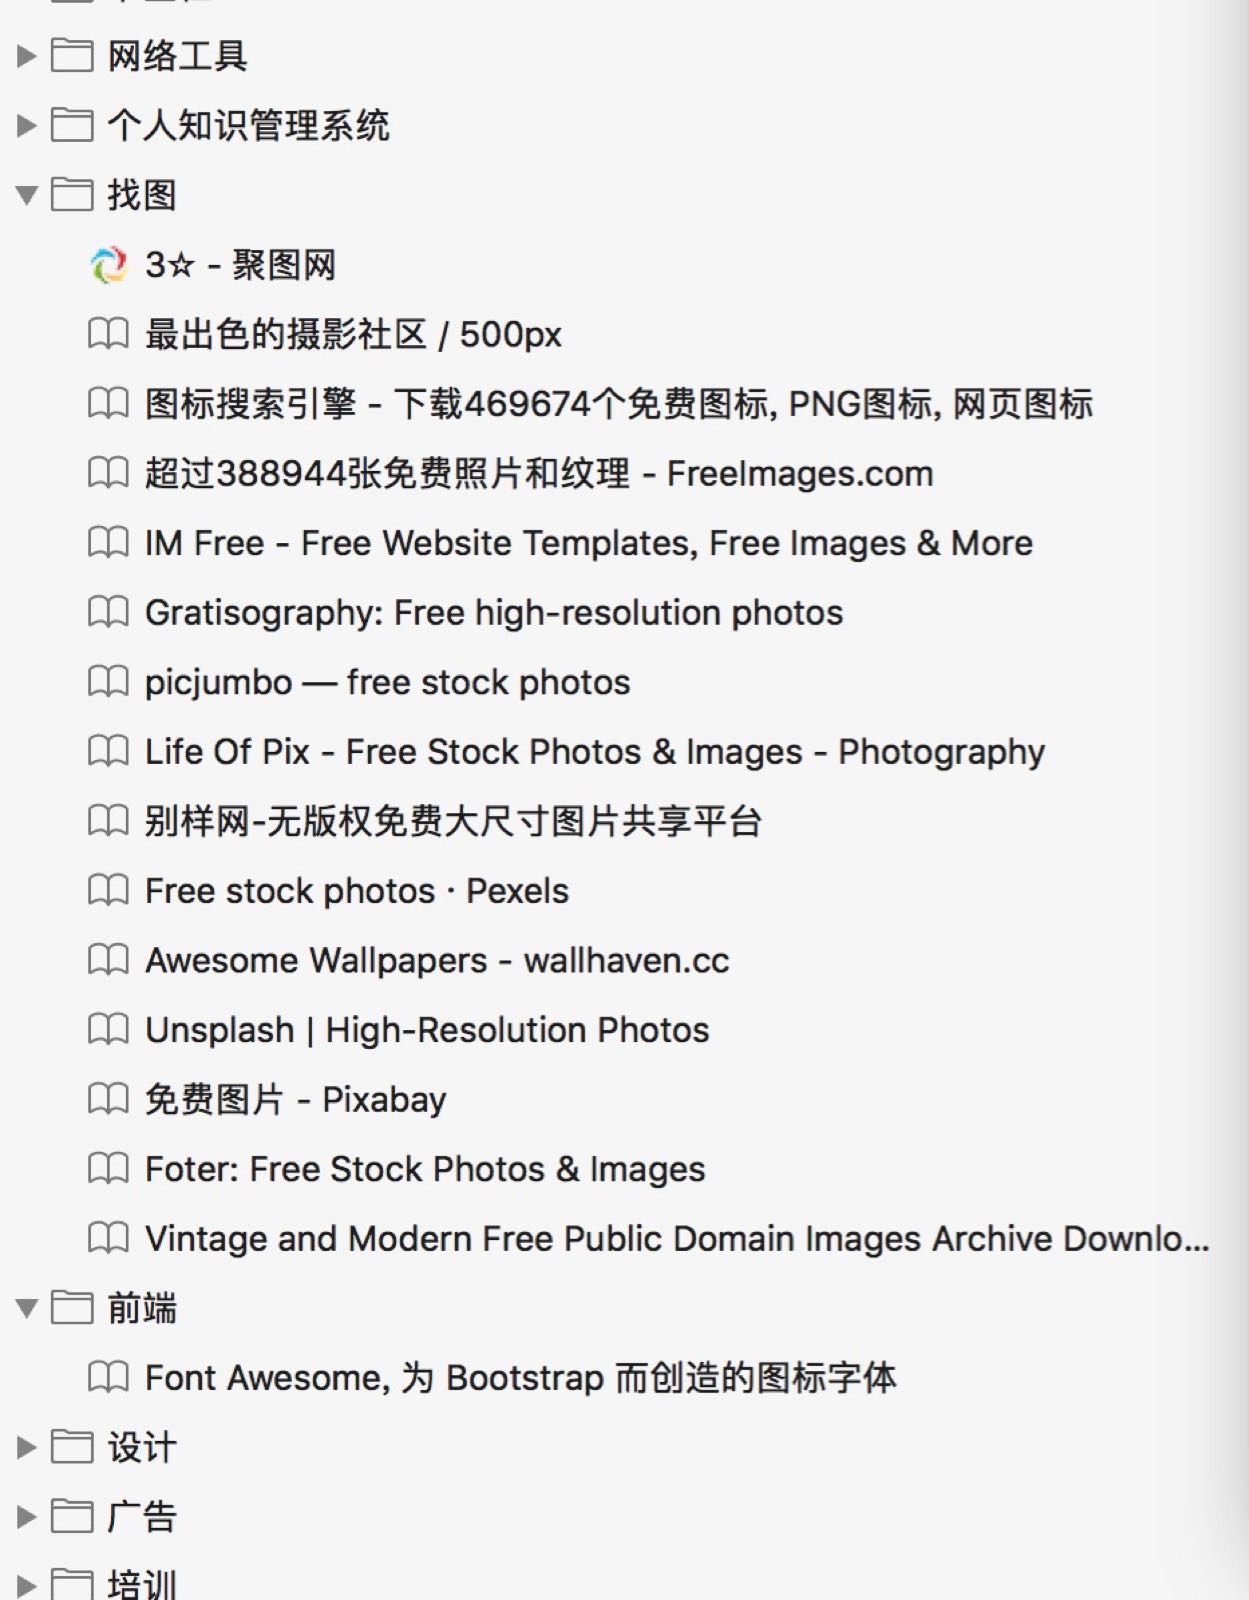 网络工具
个人知识管理系统
找图
3☆ - 聚图网
最出色的摄影社区 / 500px
图标搜索引擎 - 下载469674个免费图标, PNG图标, 网页图标
超过388944张免费照片和纹理 - FreeImages.com
IM Free - Free Website Templates, Free Images & More
Gratisography: Free high-resolution photos
picjumbo — free stock photos
Life Of Pix - Free Stock Photos & Images - Photography
别样网-无版权免费大尺寸图片共享平台
Free stock photos · Pexels
Awesome Wallpapers - wallhaven.cc
Unsplash | High-Resolution Photos
免费图片 - Pixabay
Foter: Free Stock Photos & Images
Vintage and Modern Free Public Domain Images Archive Downlo...
前端
Font Awesome, 为 Bootstrap 而创造的图标字体
设计
广告
培训